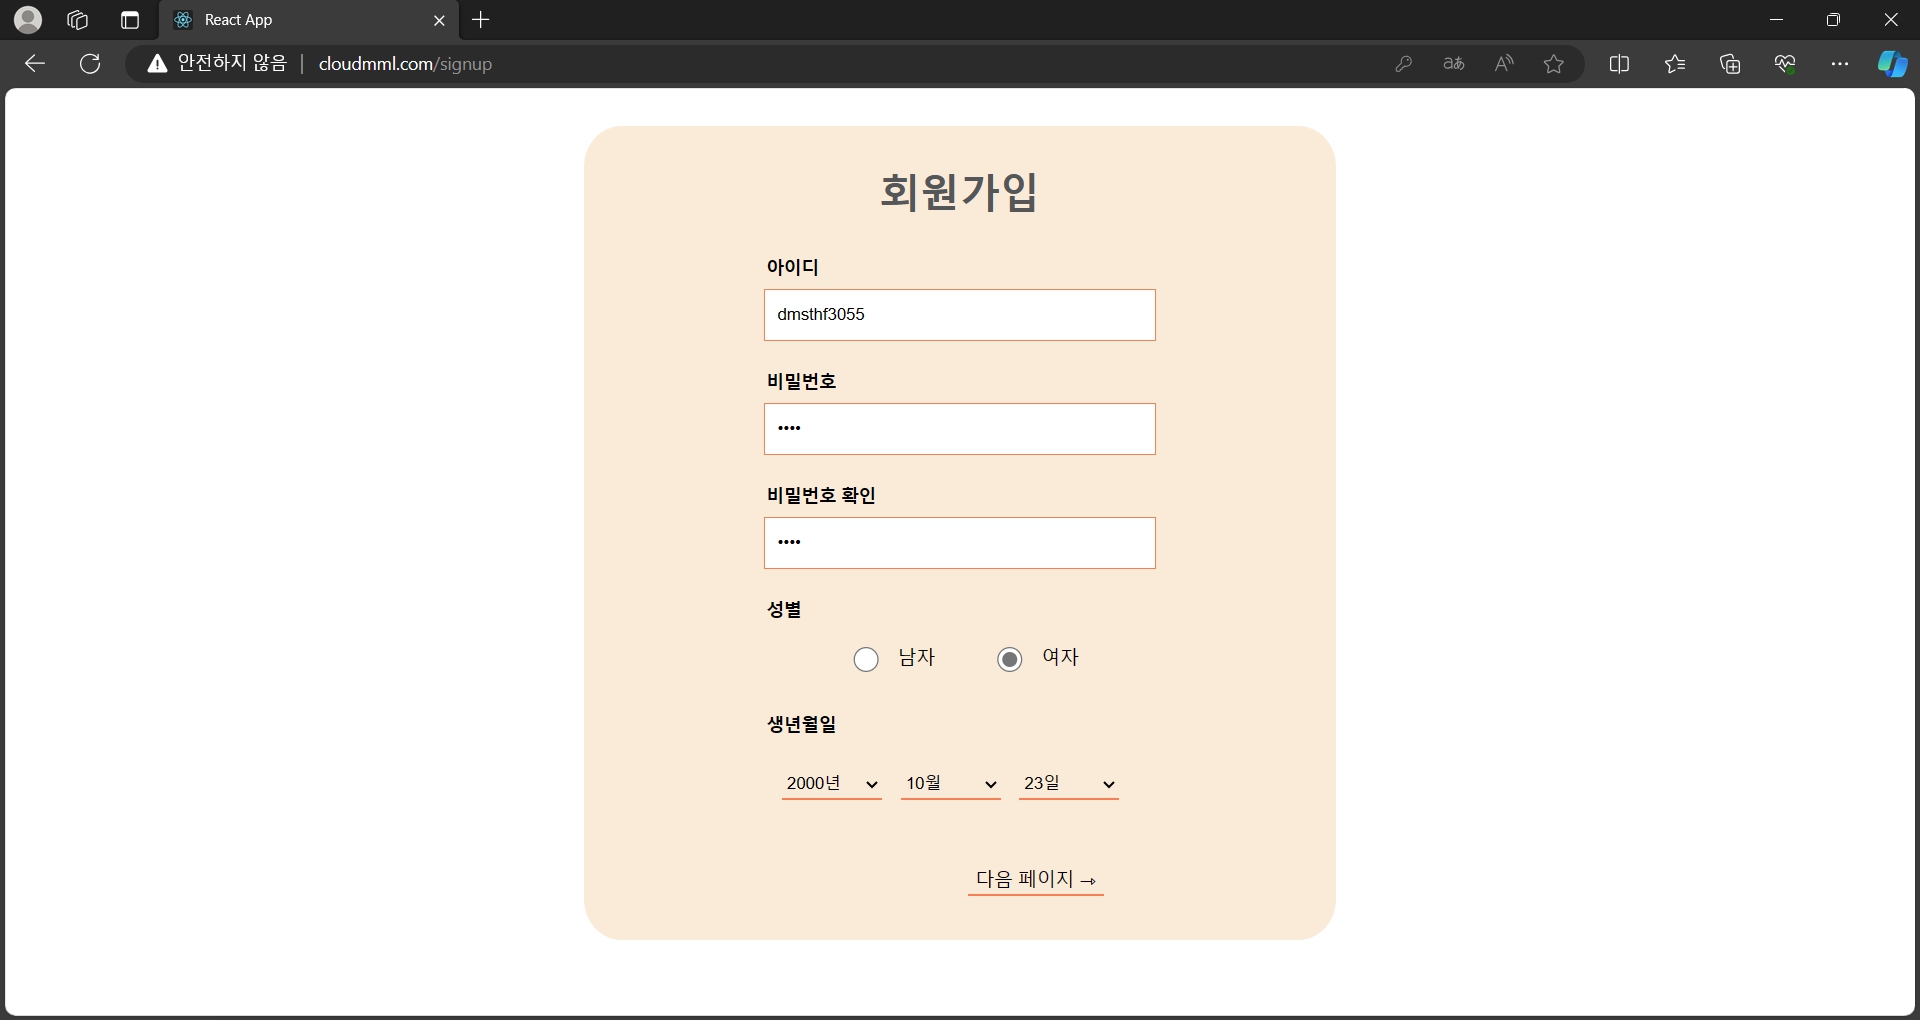 React App
안전하지 않음 | cloudmml.com/signup
회원가입
아이디
dmsthf3055
비밀번호
••••
비밀번호 확인
••••
성별
남자 여자
생년월일
2000년 10월 23일
다음 페이지 →